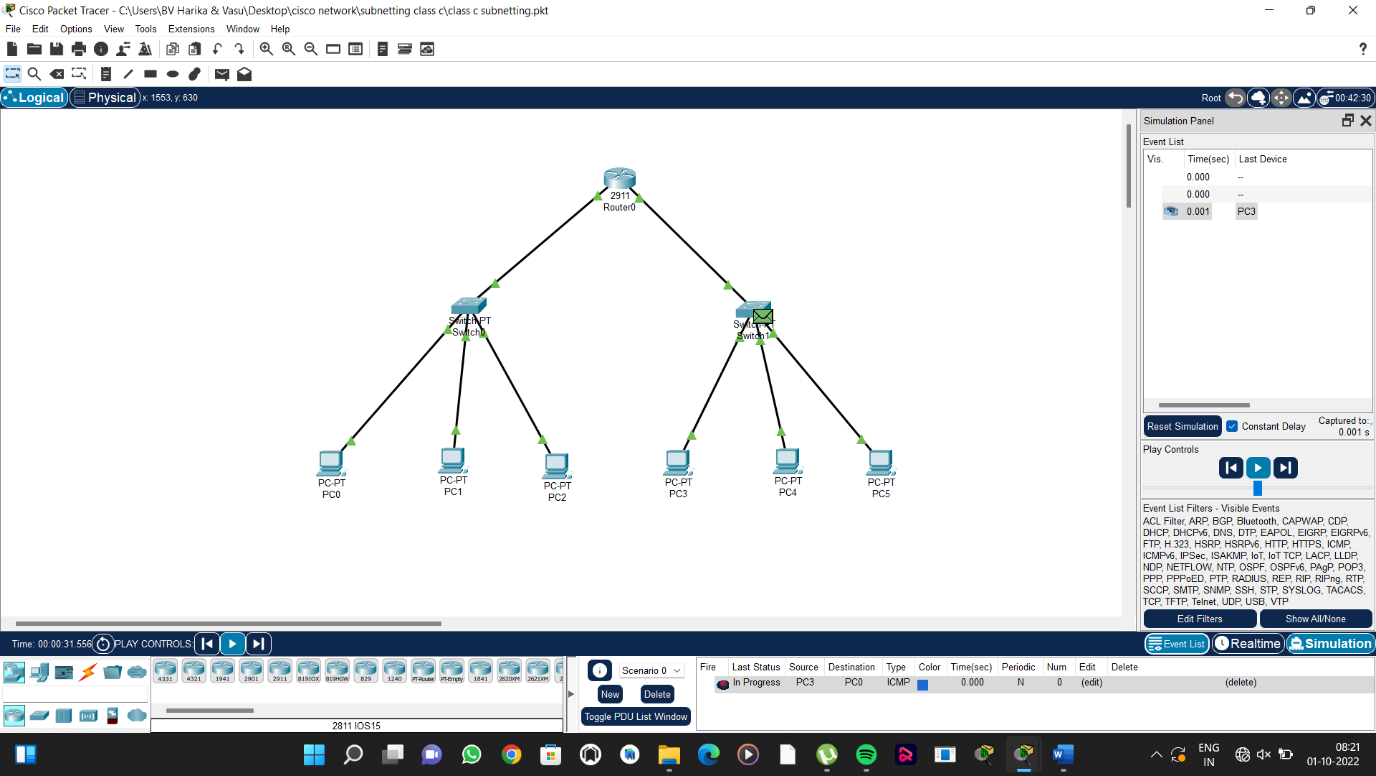 Cisco Packet Tracer - C:\Users\BV Harika & Vasu\Desktop\cisco network\subnetting class c\class c subnetting.pkt
File Edit Options View Tools Extensions Window Help
?
Logical Physical x: 1553, y: 630 Root 00:42:30
Simulation Panel
Event List
Vis. Time(sec) Last Device
0.000 --
0.000 --
0.001 PC3
2911
Router0
Switch-PT
Switch0
Switch1
PC-PT
PC0
PC-PT
PC1
PC-PT
PC2
PC-PT
PC3
PC-PT
PC4
PC-PT
PC5
Reset Simulation Constant Delay Captured to:
0.001 s
Play Controls
Event List Filters - Visible Events
ACL Filter, ARP, BGP, Bluetooth, CAPWAP, CDP,
DHCP, DHCPv6, DNS, DTP, EAPOL, EIGRP, EIGRPv6,
FTP, H.323, HSRP, HSRPv6, HTTP, HTTPS, ICMP,
ICMPv6, IPSec, ISAKMP, IoT, IoT TCP, LACP, LLDP,
NDP, NETFLOW, NTP, OSPF, OSPFv6, PAgP, POP3,
PPP, PPPoED, PTP, RADIUS, REP, RIP, RIPng, RTP,
SCCP, SMTP, SNMP, SSH, STP, SYSLOG, TACACS,
TCP, TFTP, Telnet, UDP, USB, VTP
Edit Filters Show All/None
Time: 00:00:31.556 PLAY CONTROLS: Event List Realtime Simulation
4331 4321 1941 2901 2911 819IOX 819HGW 829 1240 PT-Router PT-Empty 1841 2620XM 2621XM
2811 IOS15
Scenario 0
New Delete
Toggle PDU List Window
Fire Last Status Source Destination Type Color Time(sec) Periodic Num Edit Delete
In Progress PC3 PC0 ICMP 0.000 N 0 (edit) (delete)
ENG
IN
08:21
01-10-2022